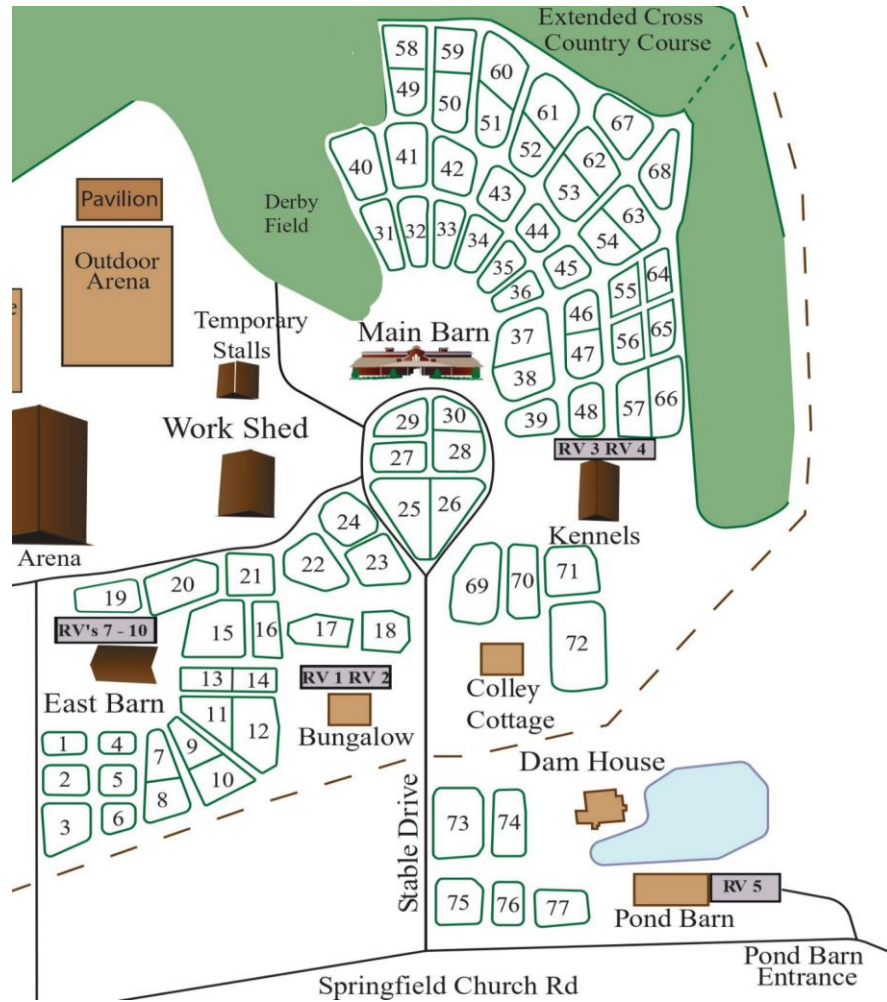 Extended Cross
Country Course
58
59
60
49
50
51
61
67
52
62
68
40
41
42
43
53
63
Derby
Field
Pavilion
31
32
33
34
44
54
Outdoor
Arena
35
45
55
64
36
46
56
65
Temporary
Stalls
Main Barn
37
47
38
57
66
39
48
e
Work Shed
29
30
27
28
RV 3 RV 4
25
26
Kennels
Arena
24
22
23
21
20
19
69
70
71
72
RV's 7 - 10
15
16
17
18
East Barn
13
14
RV 1 RV 2
11
12
Bungalow
Colley
Cottage
1
4
7
9
2
5
8
10
3
6
Dam House
Stable Drive
73
74
75
76
77
RV 5
Pond Barn
Pond Barn
Entrance
Springfield Church Rd